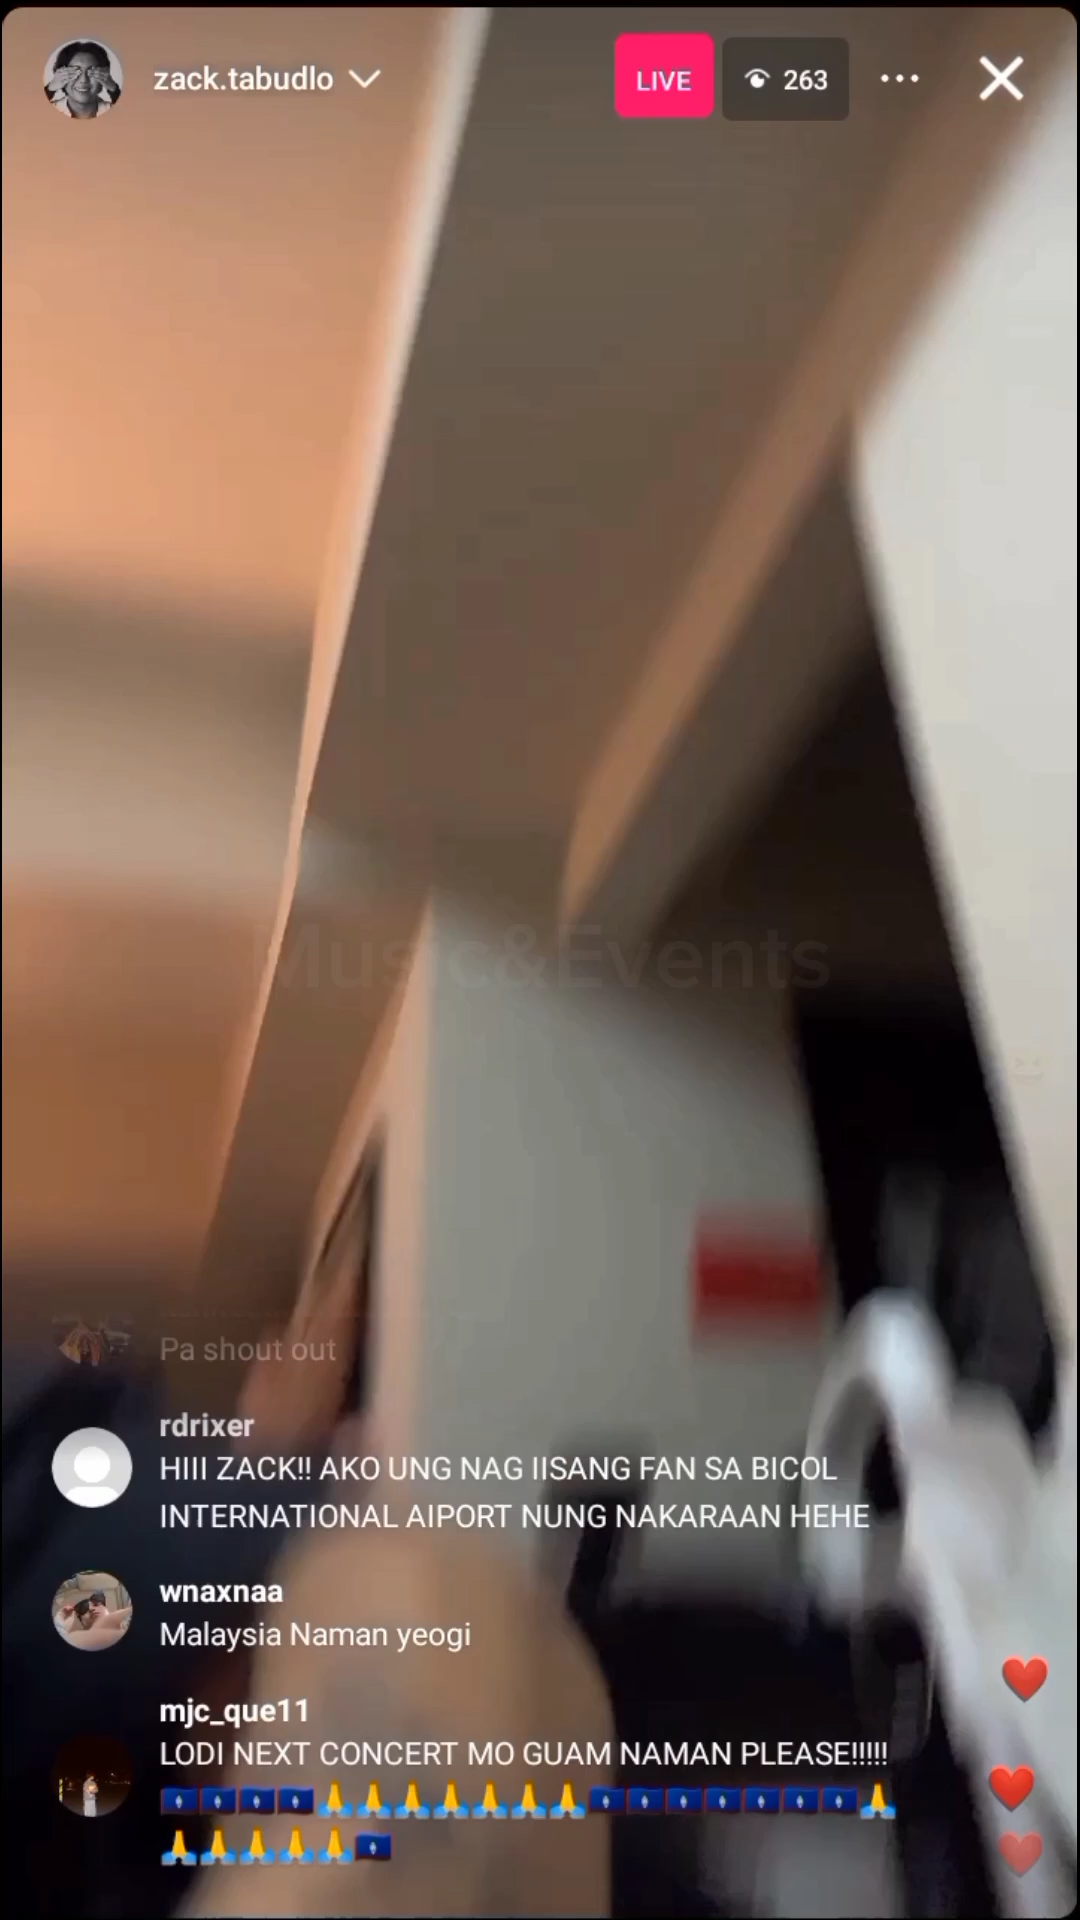 zack.tabudlo
LIVE
263
Music&Events
Pa shout out
rdrixer
HIII ZACK!! AKO UNG NAG IISANG FAN SA BICOL
INTERNATIONAL AIPORT NUNG NAKARAAN HEHE
wnaxnaa
Malaysia Naman yeogi
mjc_que11
LODI NEXT CONCERT MO GUAM NAMAN PLEASE!!!!!
🇬🇺🇬🇺🇬🇺🇬🇺🙏🙏🙏🙏🙏🙏🙏🇬🇺🇬🇺🇬🇺🇬🇺🇬🇺🇬🇺🇬🇺🙏
🙏🙏🙏🙏🙏🇬🇺